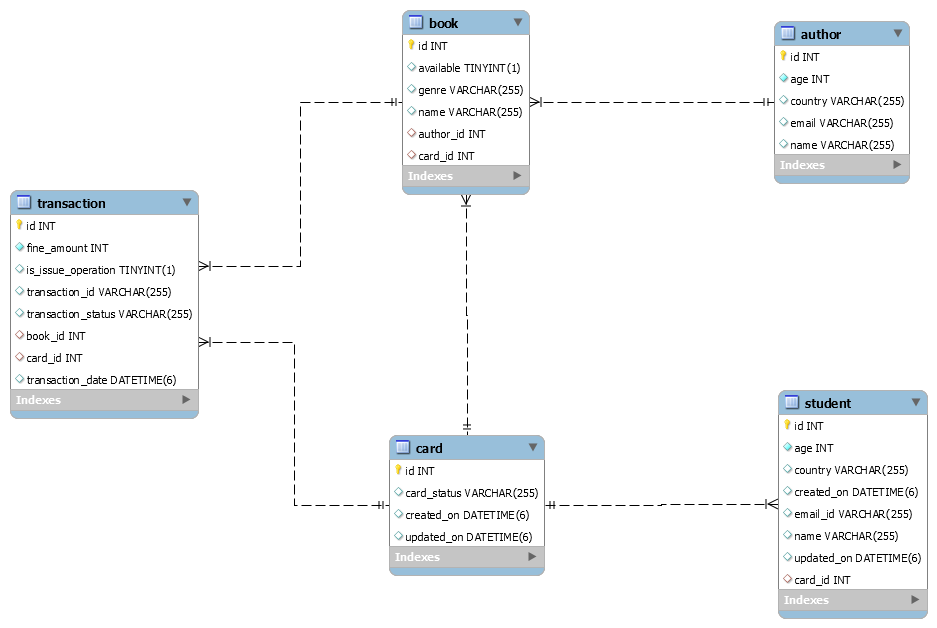 book
id INT
available TINYINT(1)
genre VARCHAR(255)
name VARCHAR(255)
author_id INT
card_id INT
Indexes
author
id INT
age INT
country VARCHAR(255)
email VARCHAR(255)
name VARCHAR(255)
Indexes
transaction
id INT
fine_amount INT
is_issue_operation TINYINT(1)
transaction_id VARCHAR(255)
transaction_status VARCHAR(255)
book_id INT
card_id INT
transaction_date DATETIME(6)
Indexes
card
id INT
card_status VARCHAR(255)
created_on DATETIME(6)
updated_on DATETIME(6)
Indexes
student
id INT
age INT
country VARCHAR(255)
created_on DATETIME(6)
email_id VARCHAR(255)
name VARCHAR(255)
updated_on DATETIME(6)
card_id INT
Indexes